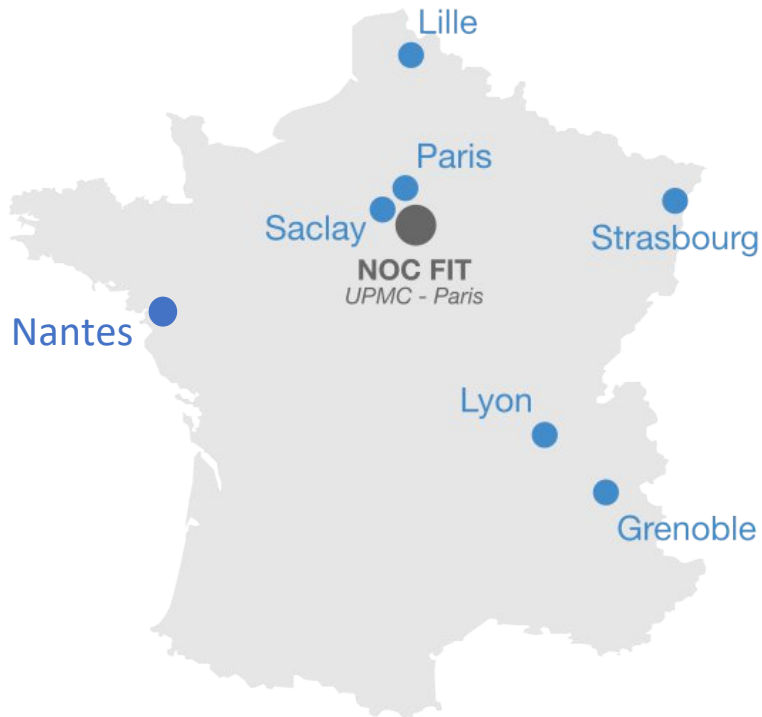 Lille
Paris
Saclay
Strasbourg
NOC FIT
UPMC - Paris
Nantes
Lyon
Grenoble